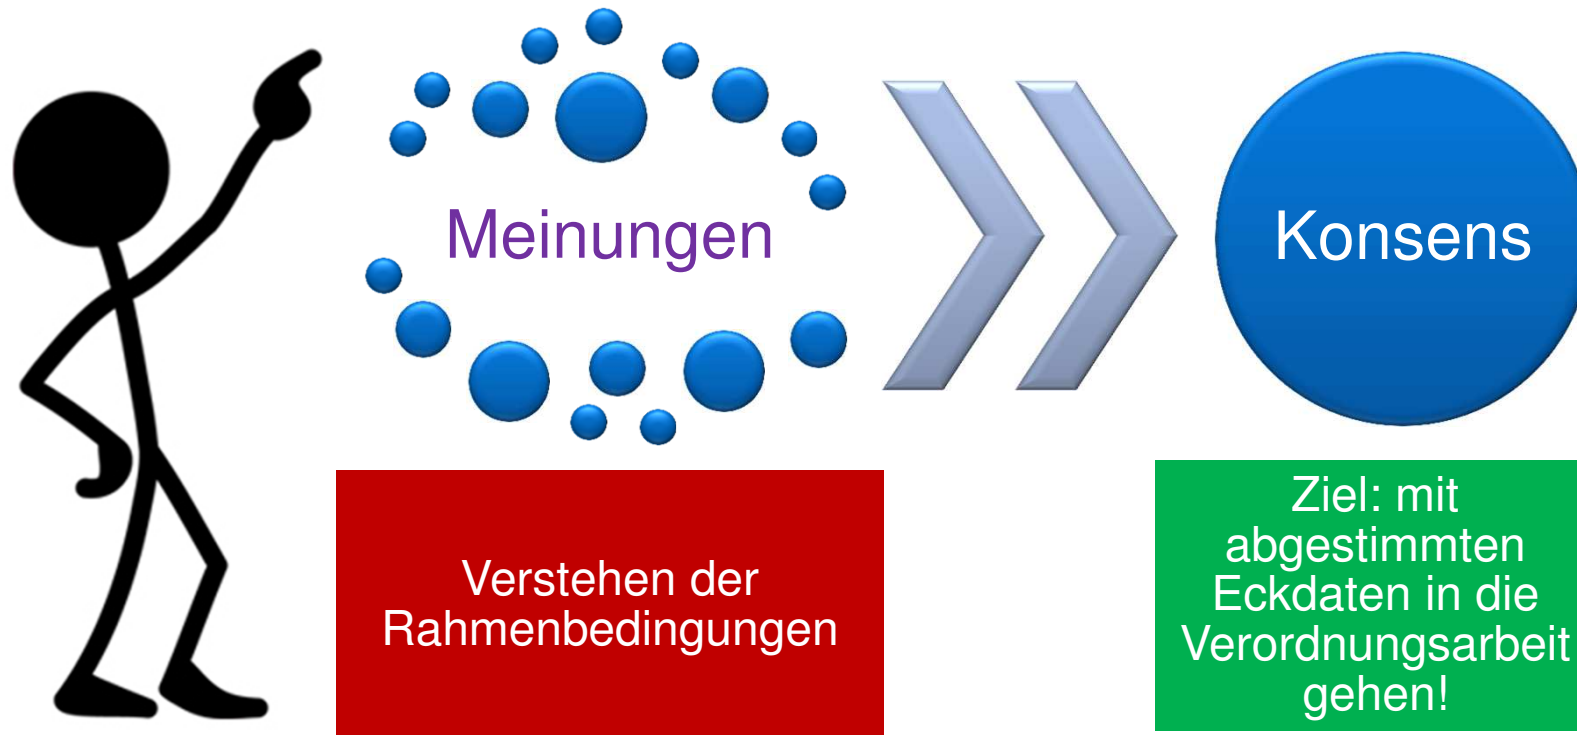 Meinungen
Konsens
Verstehen der
Rahmenbedingungen
Ziel: mit
abgestimmten
Eckdaten in die
Verordnungsarbeit
gehen!